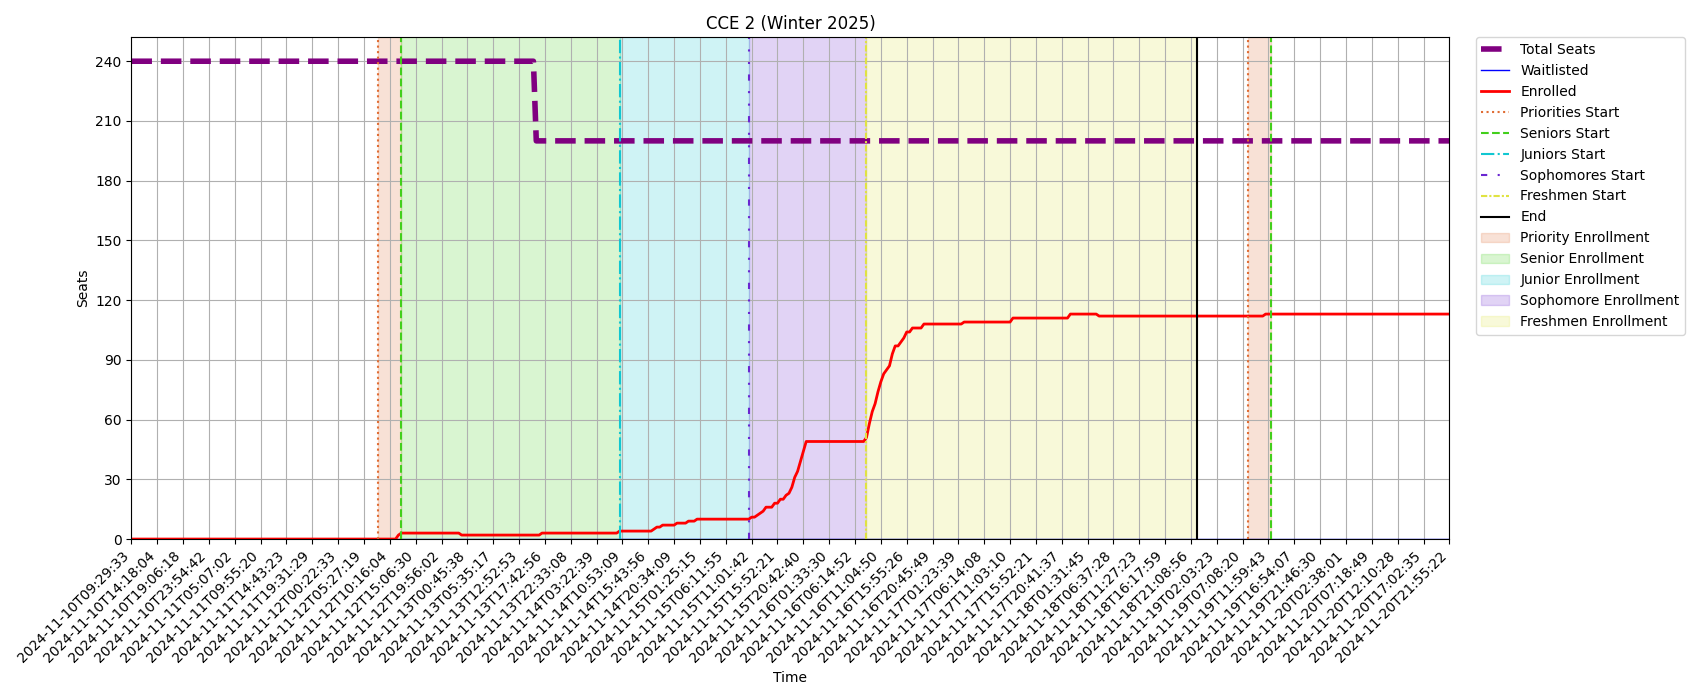 CCE 2 (Winter 2025)
Seats
240
210
180
150
120
90
60
30
0
2024-11-10T09:29:33
2024-11-10T14:18:04
2024-11-10T19:06:18
2024-11-10T23:54:42
2024-11-11T05:07:02
2024-11-11T09:55:20
2024-11-11T14:43:23
2024-11-11T19:31:29
2024-11-12T00:22:33
2024-11-12T05:27:19
2024-11-12T10:16:04
2024-11-12T15:06:30
2024-11-12T19:56:02
2024-11-13T00:45:38
2024-11-13T05:35:17
2024-11-13T12:52:53
2024-11-13T17:42:56
2024-11-13T22:33:08
2024-11-14T03:22:39
2024-11-14T10:53:09
2024-11-14T15:43:56
2024-11-14T20:34:09
2024-11-15T01:25:15
2024-11-15T06:11:55
2024-11-15T11:01:42
2024-11-15T15:52:21
2024-11-15T20:42:40
2024-11-16T01:33:30
2024-11-16T06:14:52
2024-11-16T11:04:50
2024-11-16T15:55:26
2024-11-16T20:45:49
2024-11-17T01:23:39
2024-11-17T06:14:08
2024-11-17T11:03:10
2024-11-17T15:52:21
2024-11-17T20:41:37
2024-11-18T01:31:45
2024-11-18T06:37:28
2024-11-18T11:27:23
2024-11-18T16:17:59
2024-11-18T21:08:56
2024-11-19T02:03:23
2024-11-19T07:08:20
2024-11-19T11:59:43
2024-11-19T16:54:07
2024-11-19T21:46:30
2024-11-20T02:38:01
2024-11-20T07:18:49
2024-11-20T12:10:28
2024-11-20T17:02:35
2024-11-20T21:55:22
Time
Total Seats
Waitlisted
Enrolled
Priorities Start
Seniors Start
Juniors Start
Sophomores Start
Freshmen Start
End
Priority Enrollment
Senior Enrollment
Junior Enrollment
Sophomore Enrollment
Freshmen Enrollment